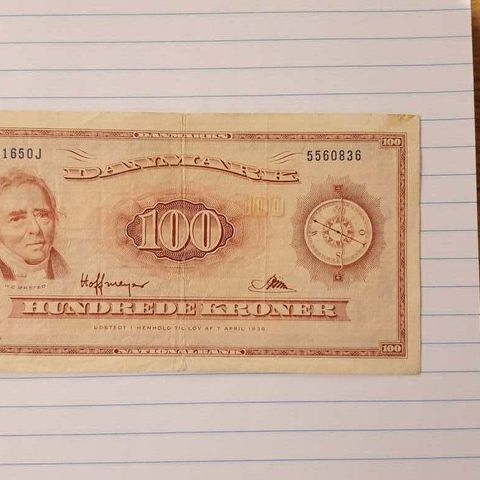 DANMARKS
100
1650J
DANMARK
5560836
100
100
H.C. ØRSTED
Hoffmeyer
HUNDREDE KRONER
UDSTEDT I HENHOLD TIL LOV AF 7 APRIL 1936
NATIONALBANK
100